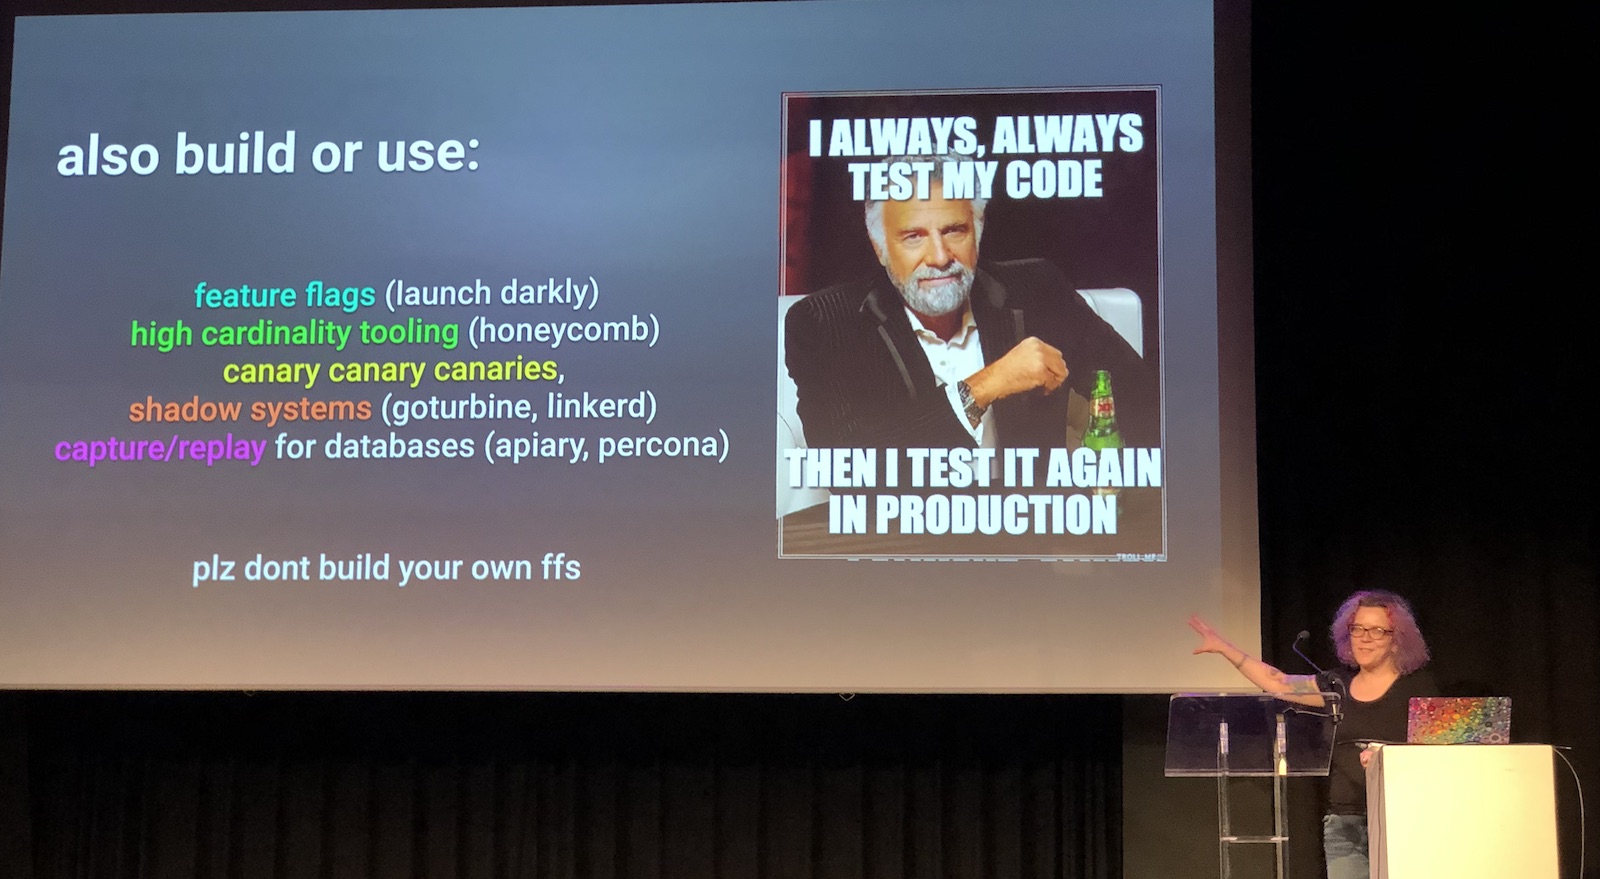 also build or use:
feature flags (launch darkly)
high cardinality tooling (honeycomb)
canary canary canaries,
shadow systems (goturbine, linkerd)
capture/replay for databases (apiary, percona)
plz dont build your own ffs
I ALWAYS, ALWAYS
TEST MY CODE
THEN I TEST IT AGAIN
IN PRODUCTION